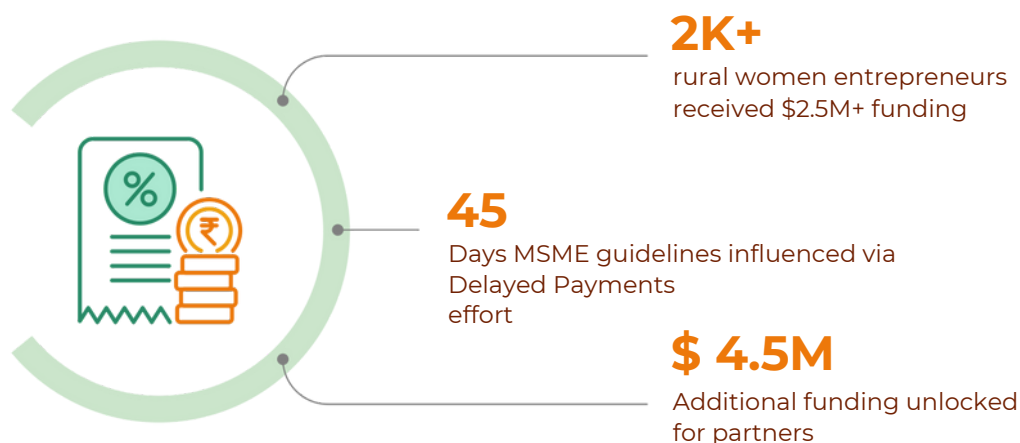 2K+
rural women entrepreneurs
received $2.5M+ funding
%
₹
45
Days MSME guidelines influenced via
Delayed Payments
effort
$ 4.5M
Additional funding unlocked
for partners